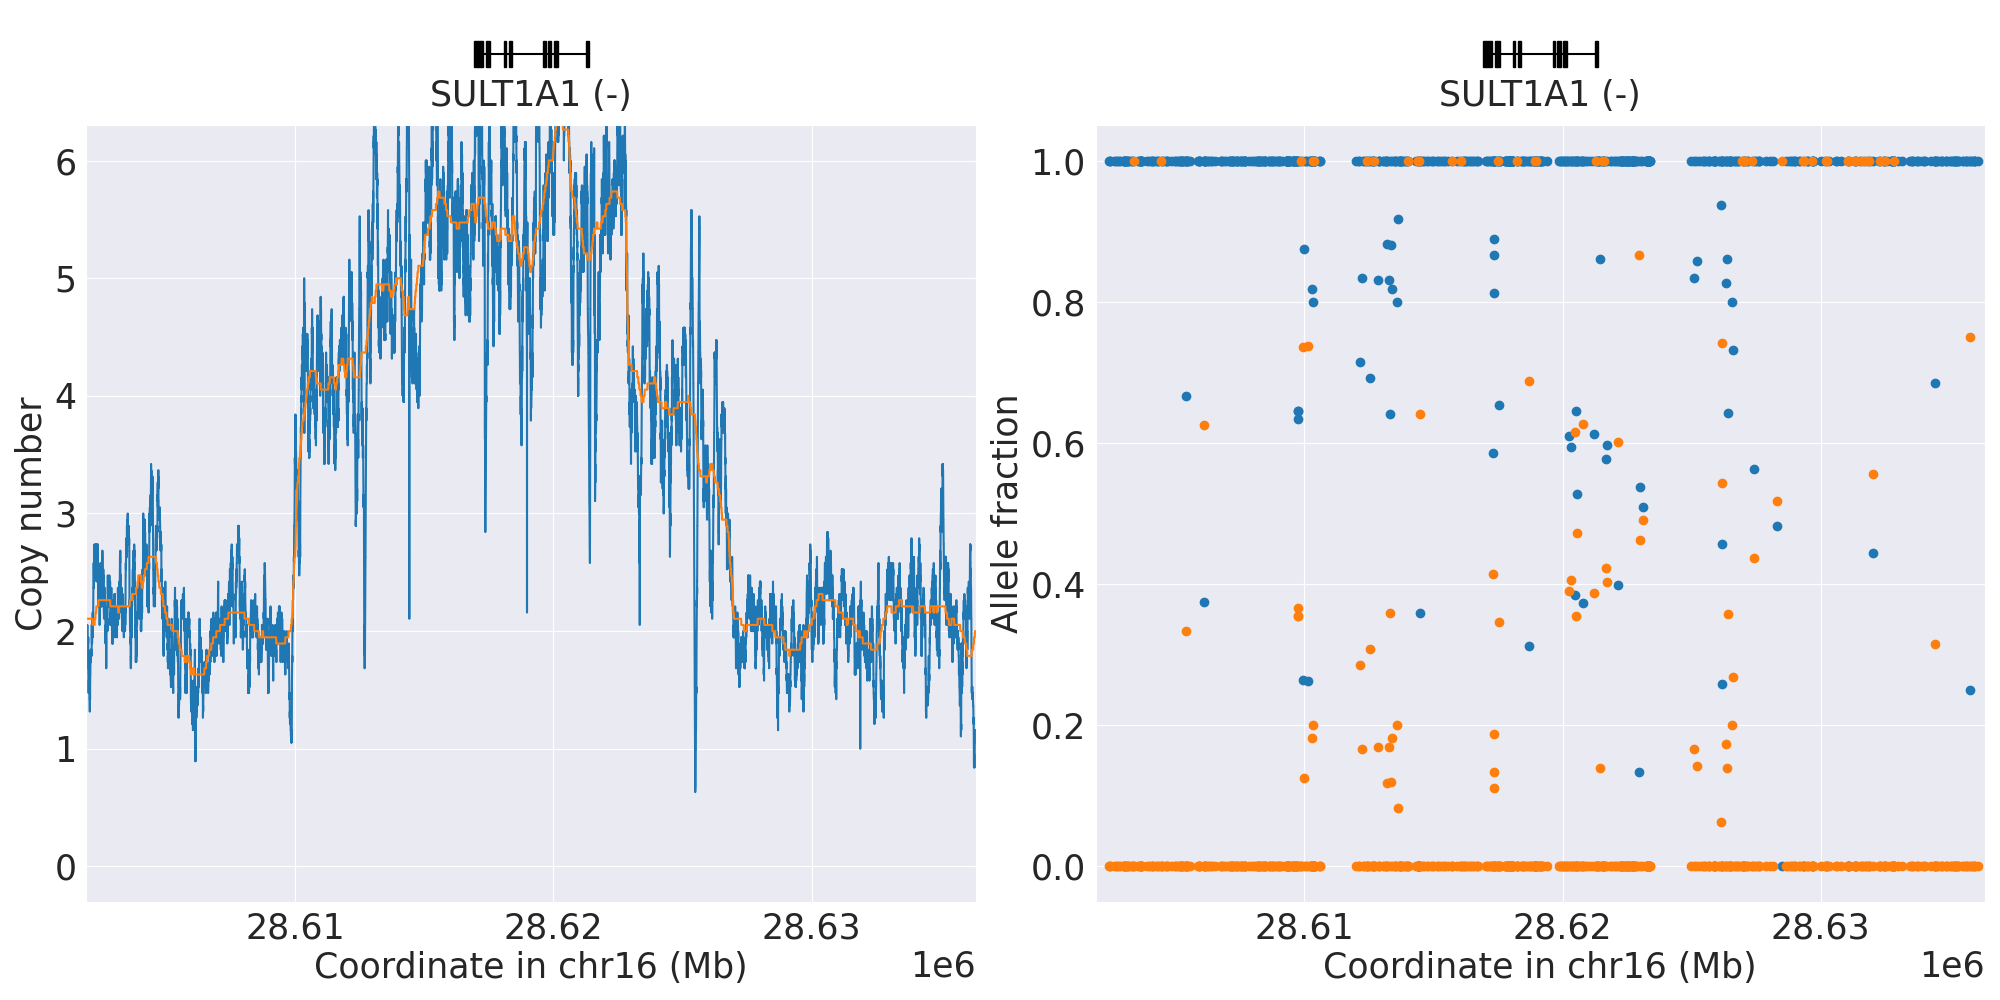 SULT1A1 (-)
6
5
4
3
2
1
0
Copy number
28.61
28.62
28.63
Coordinate in chr16 (Mb)
1e6
SULT1A1 (-)
1.0
0.8
0.6
0.4
0.2
0.0
Allele fraction
28.61
28.62
28.63
Coordinate in chr16 (Mb)
1e6